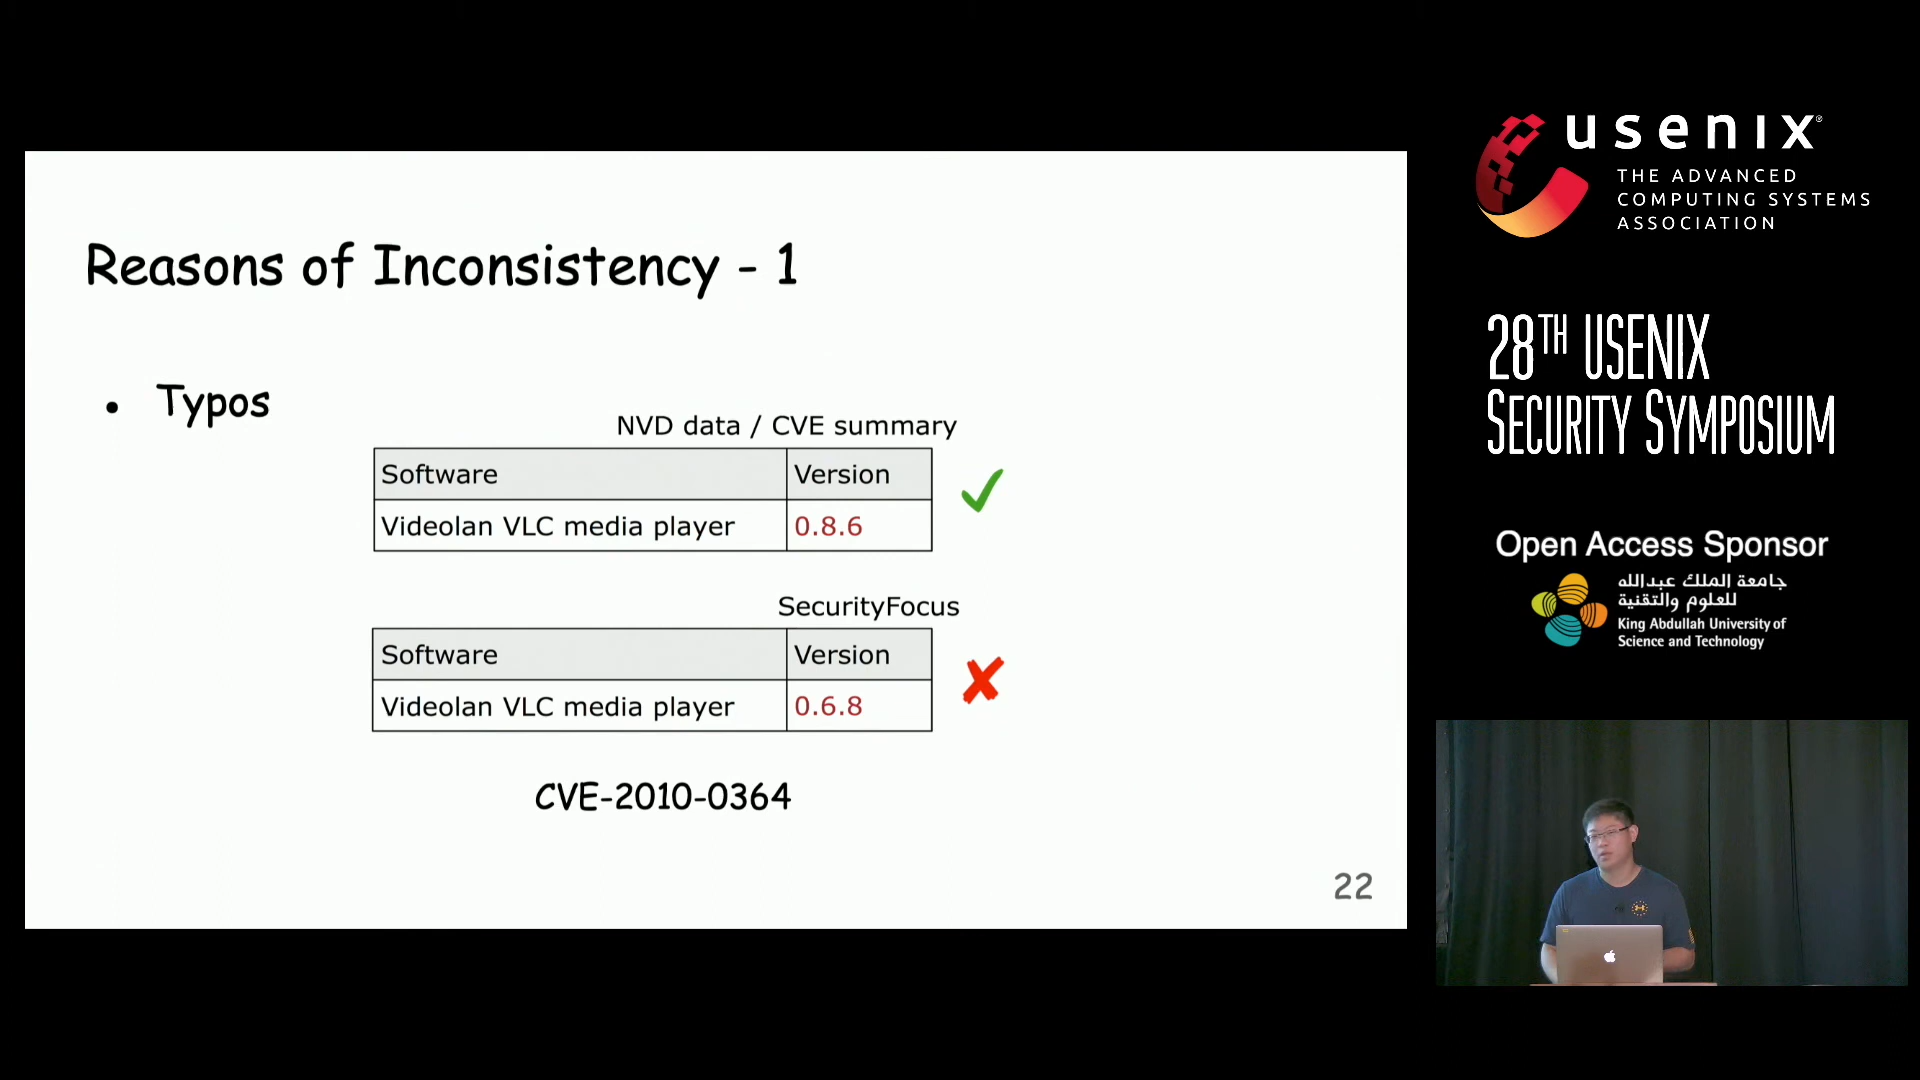 Reasons of Inconsistency - 1
• Typos
NVD data / CVE summary
Software Version
Videolan VLC media player 0.8.6
SecurityFocus
Software Version
Videolan VLC media player 0.6.8
CVE-2010-0364
22
usenix®
THE ADVANCED
COMPUTING SYSTEMS
ASSOCIATION
28TH USENIX
SECURITY SYMPOSIUM
Open Access Sponsor
جامعة الملك عبدالله
للعلوم والتقنية
King Abdullah University of
Science and Technology